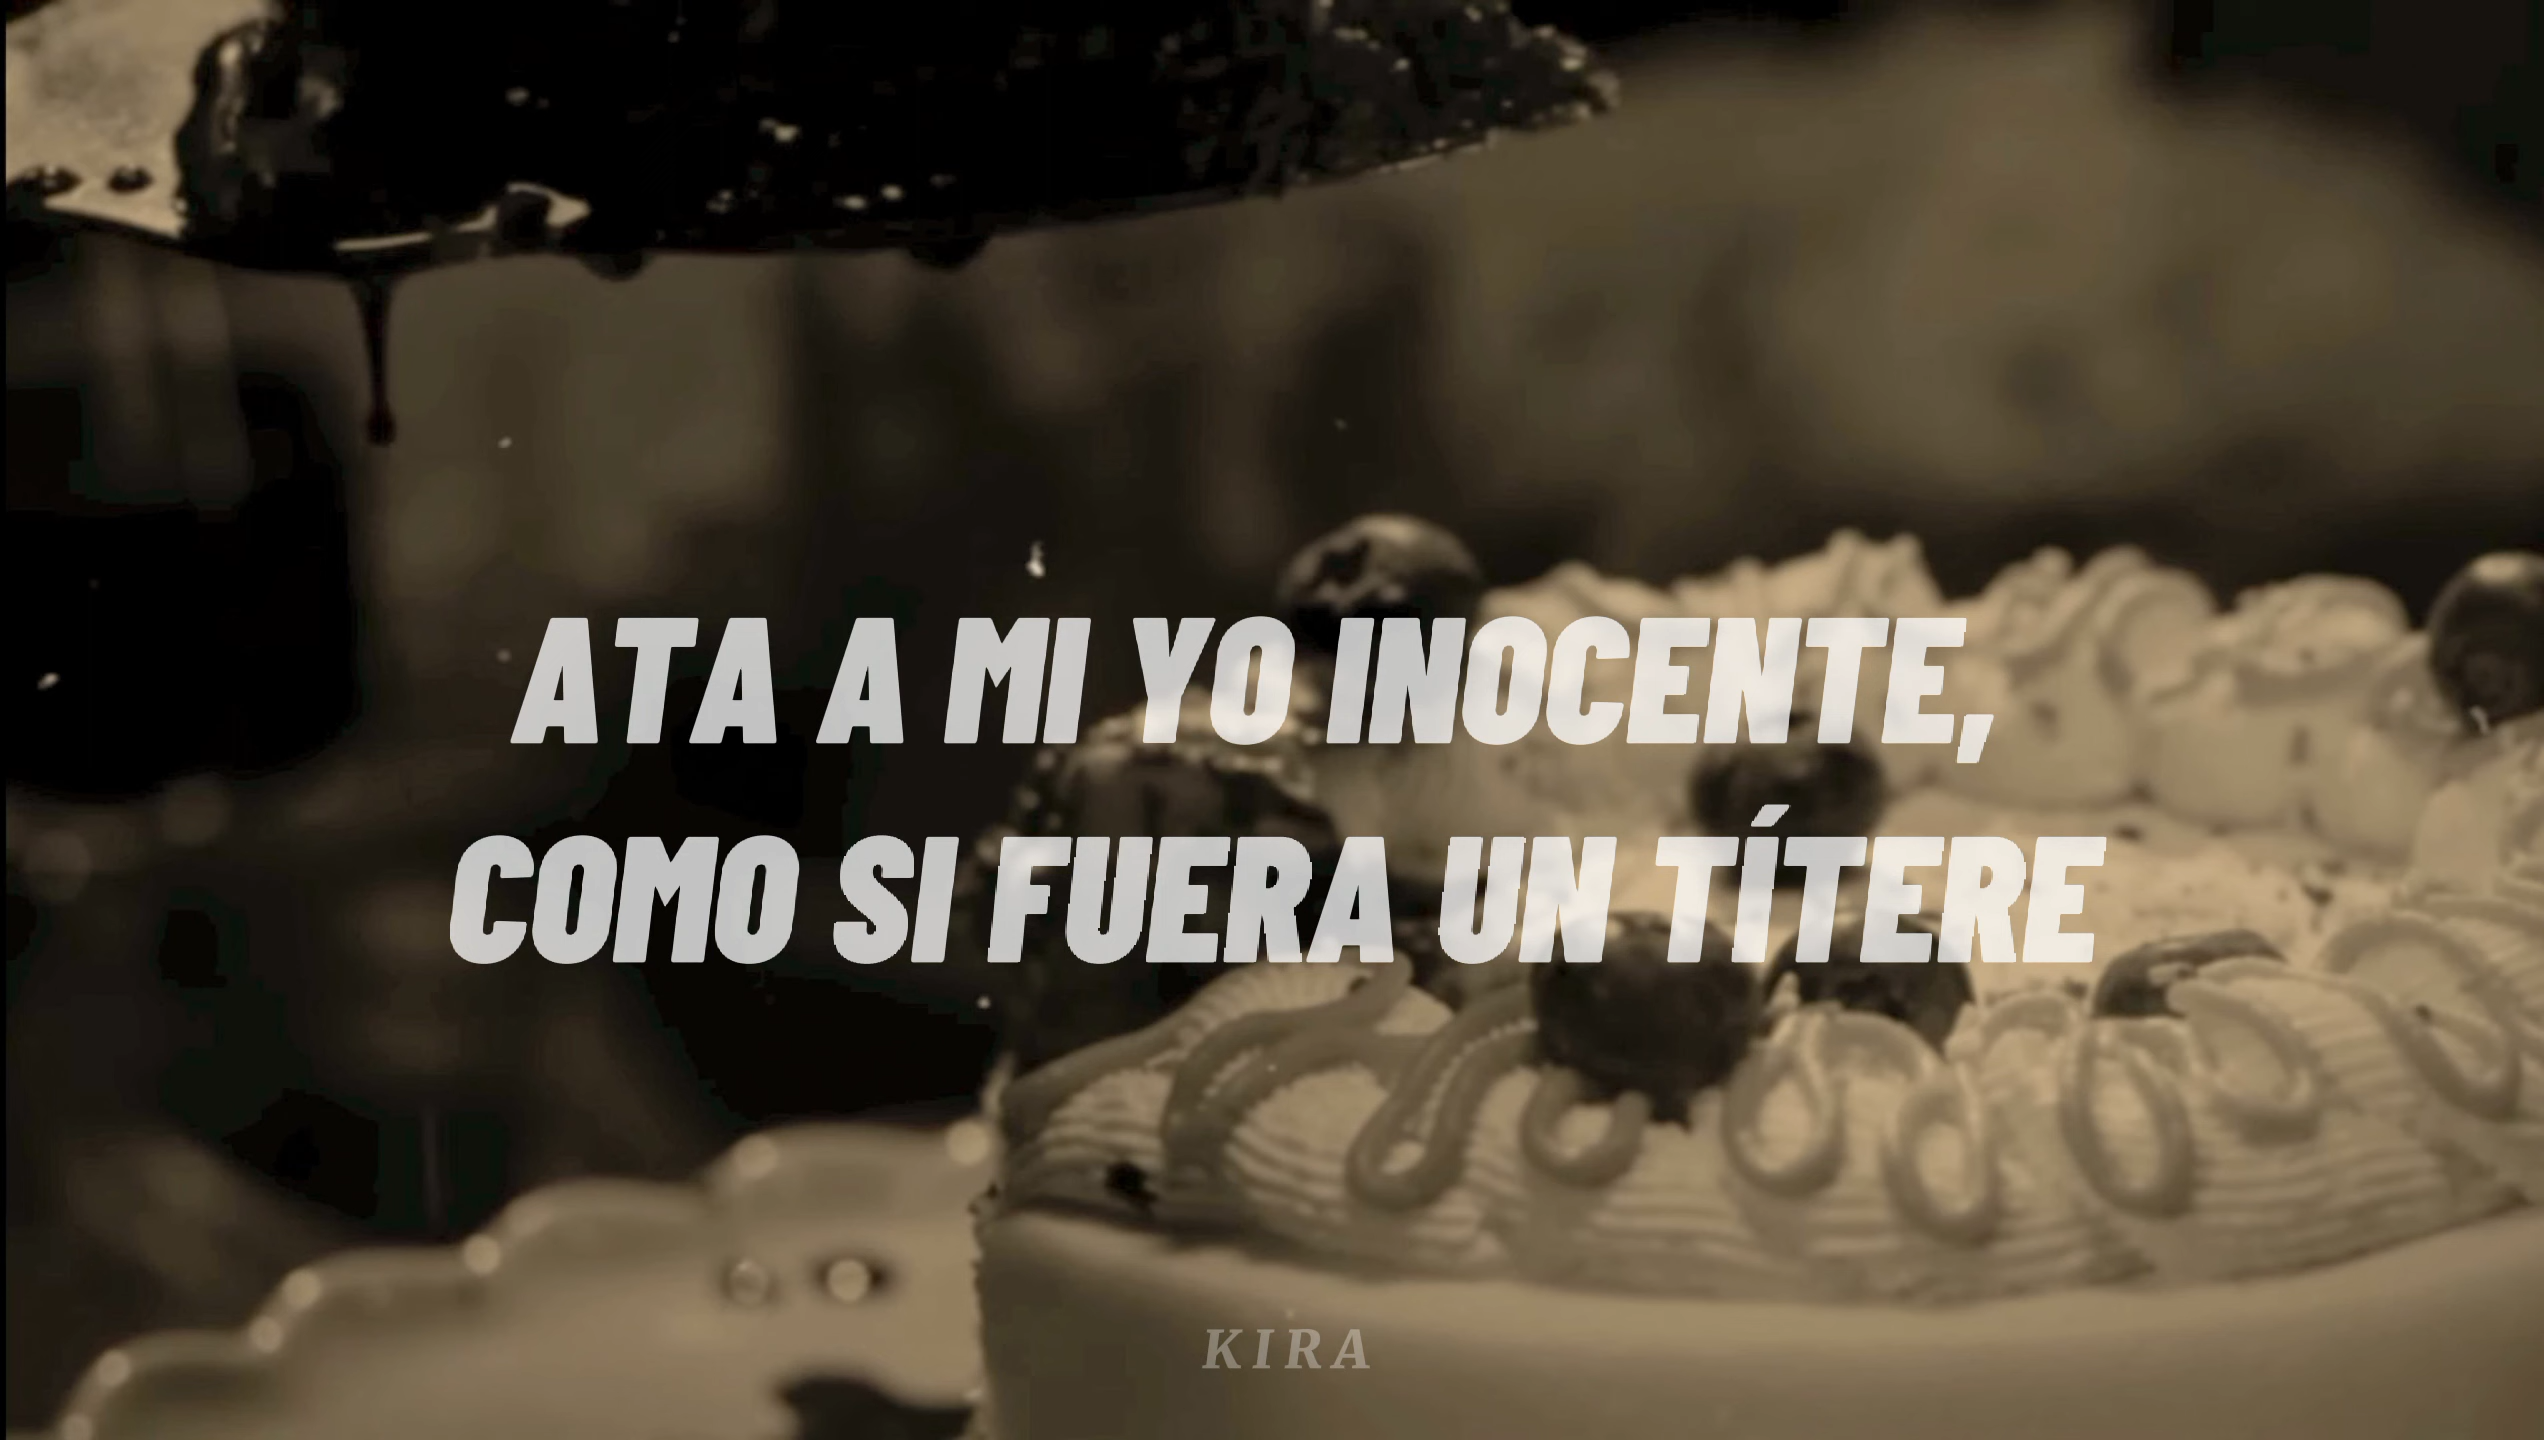 ATA A MI YO INOCENTE,
COMO SI FUERA UN TÍTERE
KIRA